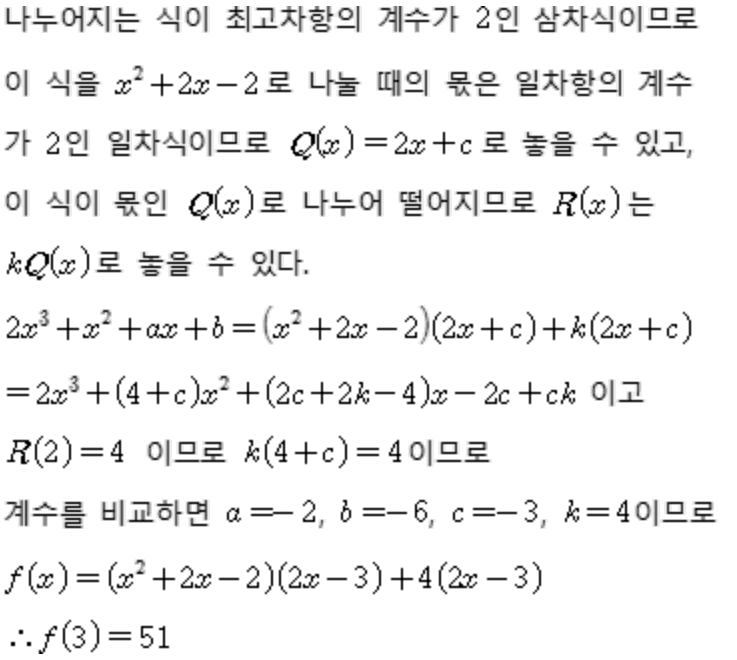 나누어지는 식이 최고차항의 계수가 2인 삼차식이므로
이 식을 x²+2x−2로 나눌 때의 몫은 일차항의 계수
가 2인 일차식이므로 Q(x)=2x+c로 놓을 수 있고,
이 식이 몫인 Q(x)로 나누어 떨어지므로 R(x)는
kQ(x)로 놓을 수 있다.
2x³+x²+ax+b=(x²+2x−2)(2x+c)+k(2x+c)
=2x³+(4+c)x²+(2c+2k−4)x−2c+ck 이고
R(2)=4 이므로 k(4+c)=4이므로
계수를 비교하면 a=−2, b=−6, c=−3, k=4이므로
f(x)=(x²+2x−2)(2x−3)+4(2x−3)
∴f(3)=51